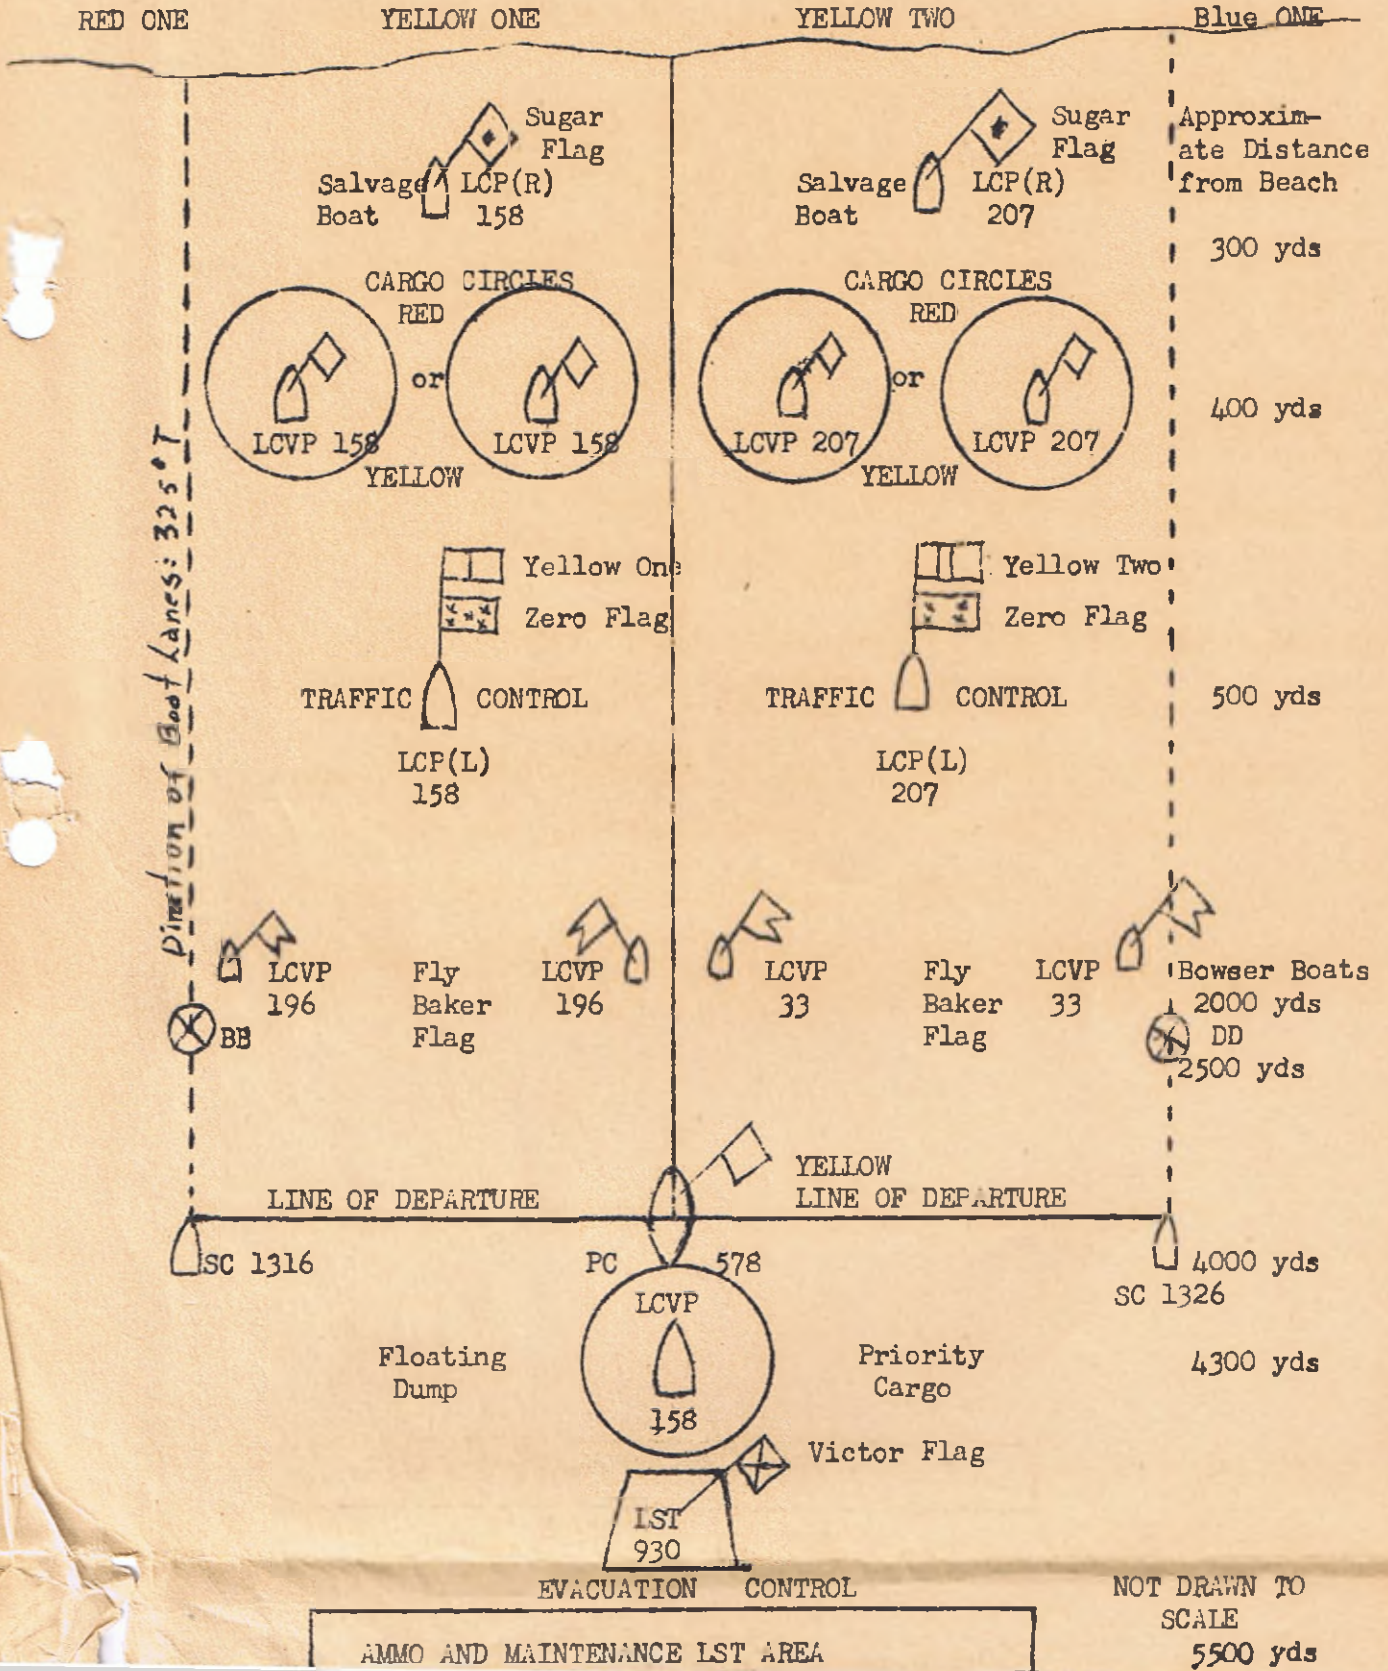 RED ONE YELLOW ONE YELLOW TWO Blue ONE
Sugar
Flag
Salvage LCP(R)
Boat 158
Sugar
Flag
Salvage LCP(R)
Boat 207
Approxim-
ate Distance
from Beach
300 yds
CARGO CIRCLES
RED
CARGO CIRCLES
RED
or
or
400 yds
LCVP 158 LCVP 158
YELLOW
LCVP 207 LCVP 207
YELLOW
Direction of Boat Lanes: 325°T
Yellow One
Zero Flag
Yellow Two
Zero Flag
TRAFFIC CONTROL
LCP(L)
158
TRAFFIC CONTROL
LCP(L)
207
500 yds
LCVP Fly LCVP
196 Baker 196
Flag
LCVP Fly LCVP
33 Baker 33
Flag
Bowser Boats
2000 yds
BB
DD
2500 yds
YELLOW
LINE OF DEPARTURE LINE OF DEPARTURE
SC 1316 PC 578 4000 yds
SC 1326
LCVP
158
Floating
Dump
Priority
Cargo
4300 yds
Victor Flag
LST
930
EVACUATION CONTROL
NOT DRAWN TO
SCALE
AMMO AND MAINTENANCE LST AREA
5500 yds